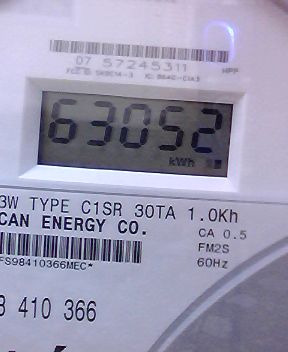 07 57245311
63052
kWh
3W TYPE C1SR 30TA 1.0Kh
CAN ENERGY CO.
CA 0.5
FM2S
60Hz
FS98410366MEC*
8 410 366